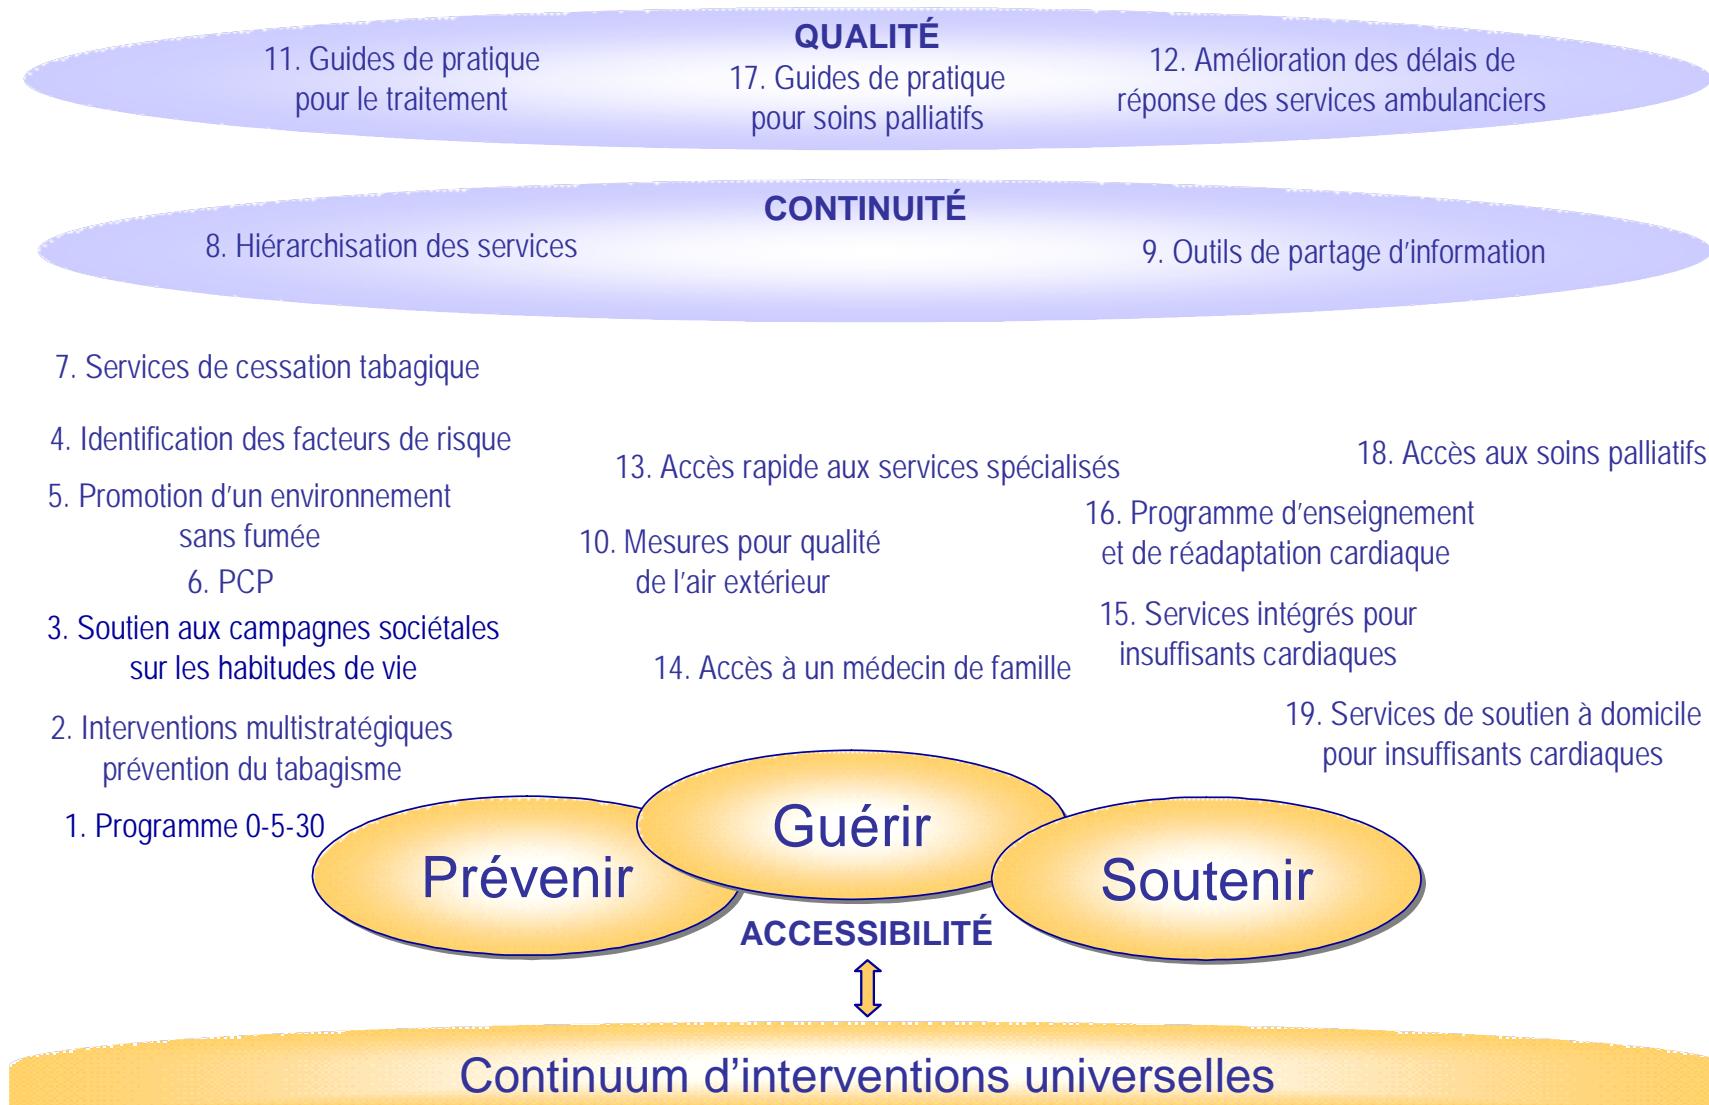 QUALITÉ
11. Guides de pratique
pour le traitement
17. Guides de pratique
pour soins palliatifs
12. Amélioration des délais de
réponse des services ambulanciers
CONTINUITÉ
8. Hiérarchisation des services
9. Outils de partage d'information
7. Services de cessation tabagique
4. Identification des facteurs de risque
5. Promotion d'un environnement
sans fumée
6. PCP
3. Soutien aux campagnes sociétales
sur les habitudes de vie
2. Interventions multistratégiques
prévention du tabagisme
1. Programme 0-5-30
13. Accès rapide aux services spécialisés
10. Mesures pour qualité
de l'air extérieur
14. Accès à un médecin de famille
18. Accès aux soins palliatifs
16. Programme d'enseignement
et de réadaptation cardiaque
15. Services intégrés pour
insuffisants cardiaques
19. Services de soutien à domicile
pour insuffisants cardiaques
Prévenir
Guérir
Soutenir
ACCESSIBILITÉ
Continuum d'interventions universelles